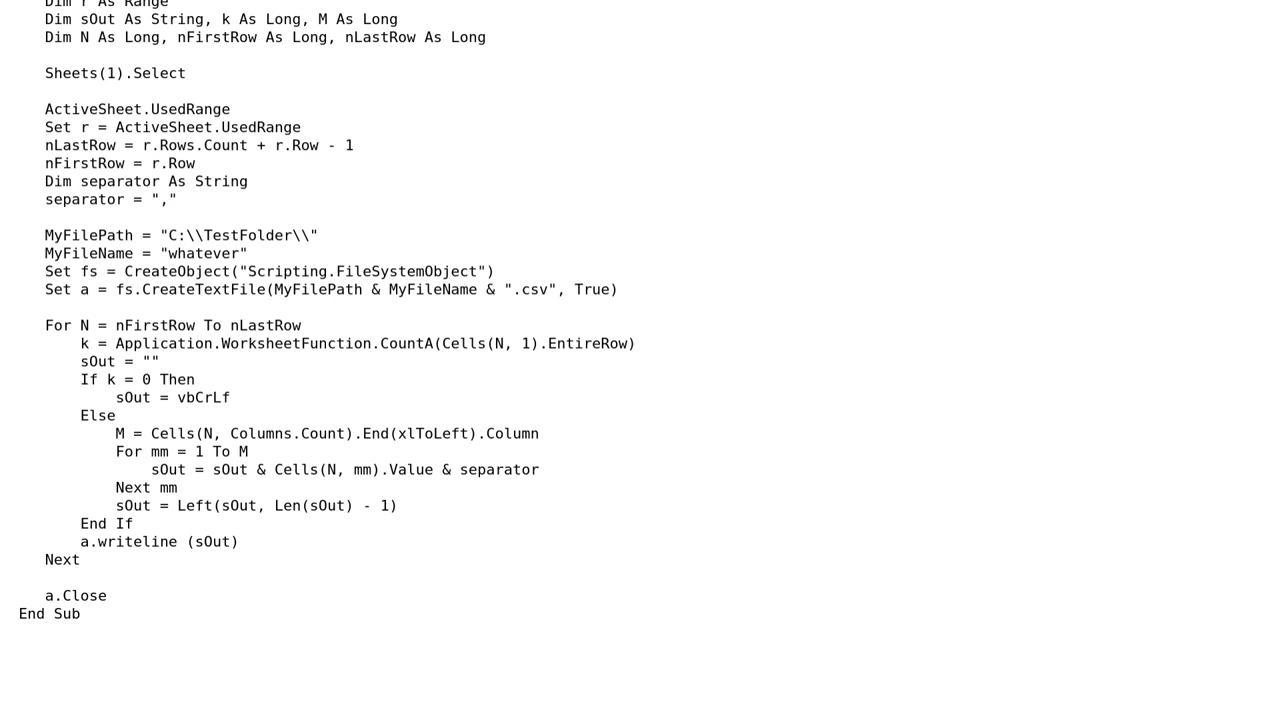 Dim r As Range
Dim sOut As String, k As Long, M As Long
Dim N As Long, nFirstRow As Long, nLastRow As Long
Sheets(1).Select
ActiveSheet.UsedRange
Set r = ActiveSheet.UsedRange
nLastRow = r.Rows.Count + r.Row - 1
nFirstRow = r.Row
Dim separator As String
separator = ","
MyFilePath = "C:\\TestFolder\\"
MyFileName = "whatever"
Set fs = CreateObject("Scripting.FileSystemObject")
Set a = fs.CreateTextFile(MyFilePath & MyFileName & ".csv", True)
For N = nFirstRow To nLastRow
k = Application.WorksheetFunction.CountA(Cells(N, 1).EntireRow)
sOut = ""
If k = 0 Then
sOut = vbCrLf
Else
M = Cells(N, Columns.Count).End(xlToLeft).Column
For mm = 1 To M
sOut = sOut & Cells(N, mm).Value & separator
Next mm
sOut = Left(sOut, Len(sOut) - 1)
End If
a.writeline (sOut)
Next
a.Close
End Sub